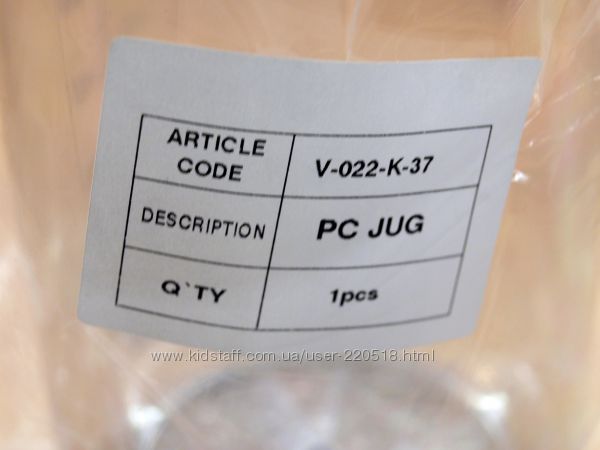 ARTICLE
CODE
V-022-K-37
DESCRIPTION
PC JUG
Q`TY
1pcs
www.kidstaff.com.ua/user-220518.html